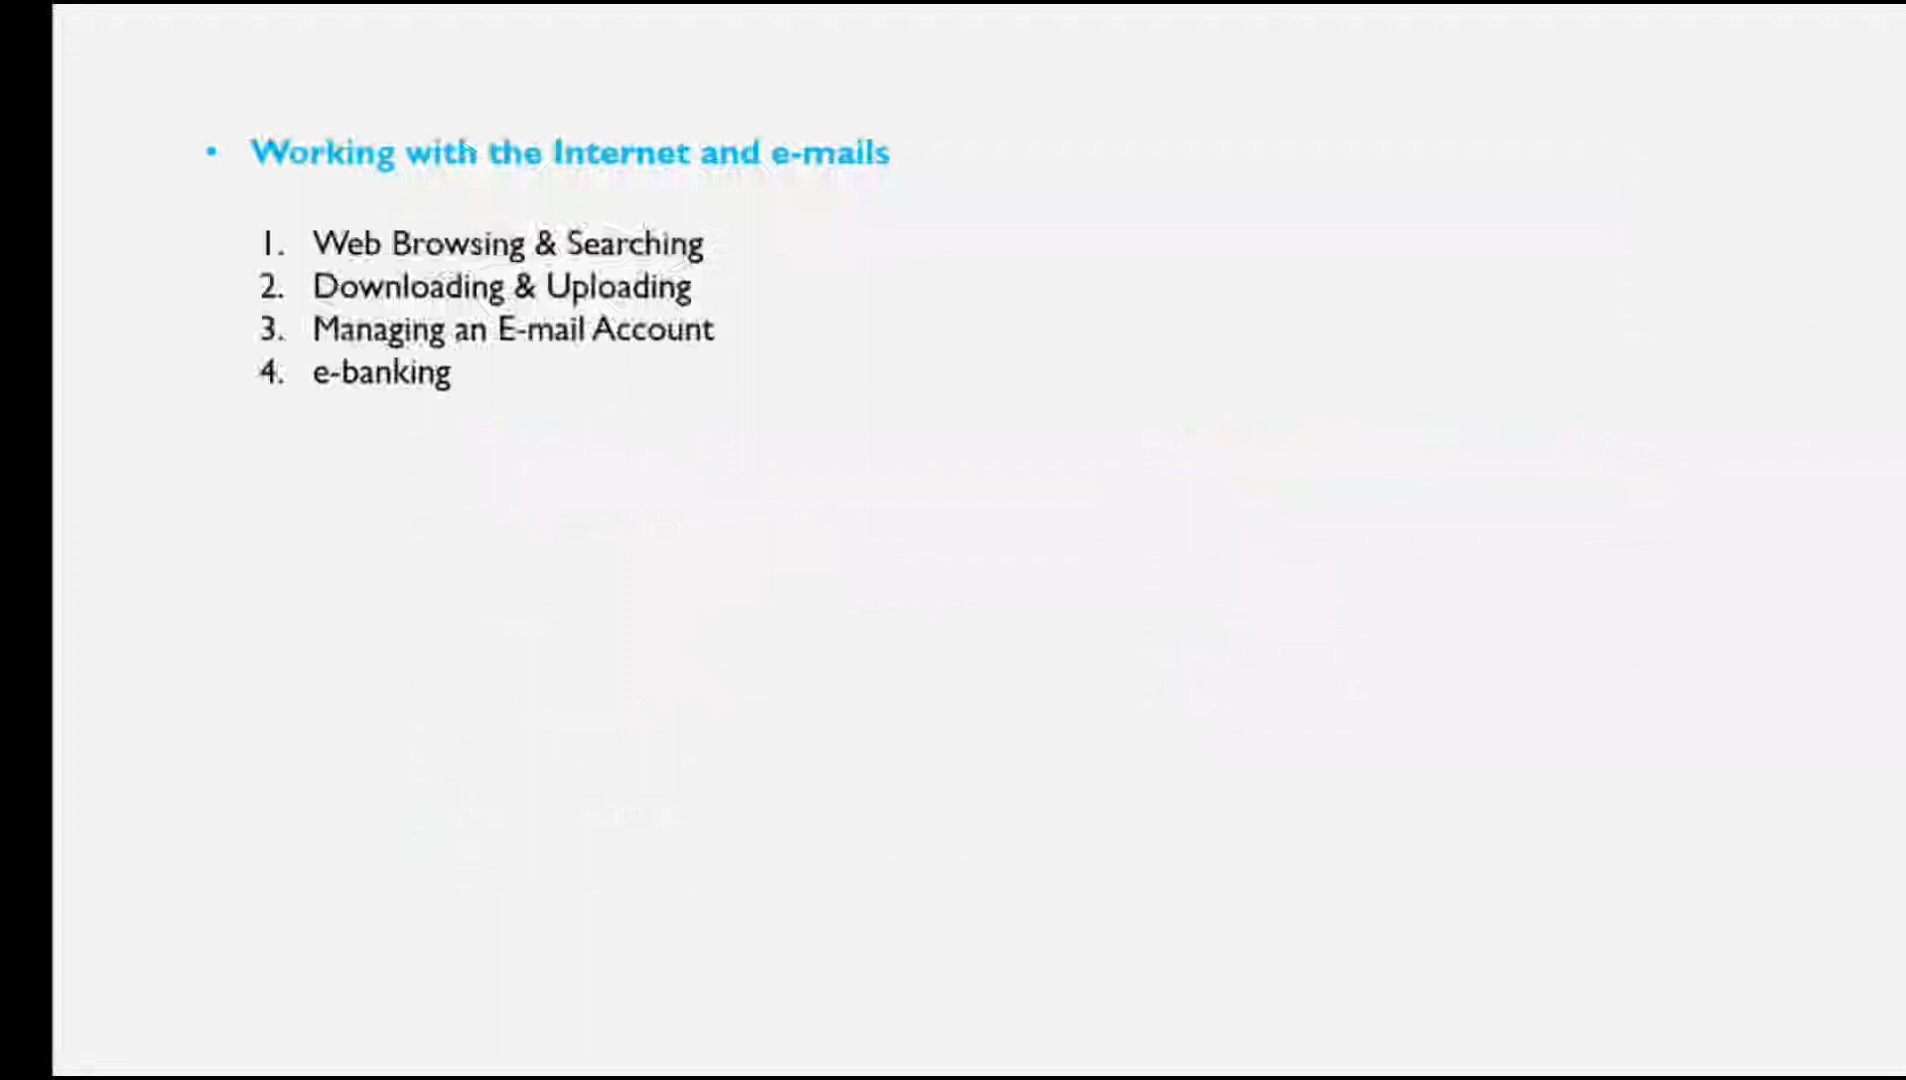 • Working with the Internet and e-mails
1. Web Browsing & Searching
2. Downloading & Uploading
3. Managing an E-mail Account
4. e-banking